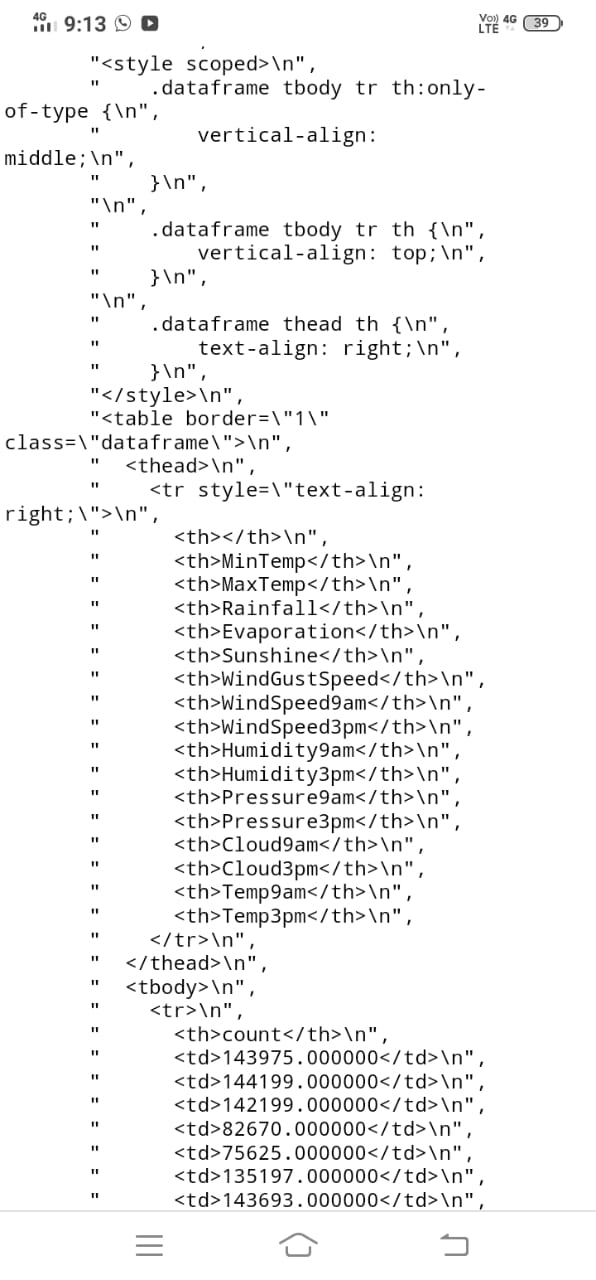 4G 9:13 Vo)) 4G LTE 39
"<style scoped>\n",
"    .dataframe tbody tr th:only-
of-type {\n",
"        vertical-align:
middle;\n",
"    }\n",
"\n",
"    .dataframe tbody tr th {\n",
"        vertical-align: top;\n",
"    }\n",
"\n",
"    .dataframe thead th {\n",
"        text-align: right;\n",
"    }\n",
"</style>\n",
"<table border=\"1\"
class=\"dataframe\">\n",
"  <thead>\n",
"    <tr style=\"text-align:
right;\">\n",
"      <th></th>\n",
"      <th>MinTemp</th>\n",
"      <th>MaxTemp</th>\n",
"      <th>Rainfall</th>\n",
"      <th>Evaporation</th>\n",
"      <th>Sunshine</th>\n",
"      <th>WindGustSpeed</th>\n",
"      <th>WindSpeed9am</th>\n",
"      <th>WindSpeed3pm</th>\n",
"      <th>Humidity9am</th>\n",
"      <th>Humidity3pm</th>\n",
"      <th>Pressure9am</th>\n",
"      <th>Pressure3pm</th>\n",
"      <th>Cloud9am</th>\n",
"      <th>Cloud3pm</th>\n",
"      <th>Temp9am</th>\n",
"      <th>Temp3pm</th>\n",
"    </tr>\n",
"  </thead>\n",
"  <tbody>\n",
"    <tr>\n",
"      <th>count</th>\n",
"      <td>143975.000000</td>\n",
"      <td>144199.000000</td>\n",
"      <td>142199.000000</td>\n",
"      <td>82670.000000</td>\n",
"      <td>75625.000000</td>\n",
"      <td>135197.000000</td>\n",
"      <td>143693.000000</td>\n",